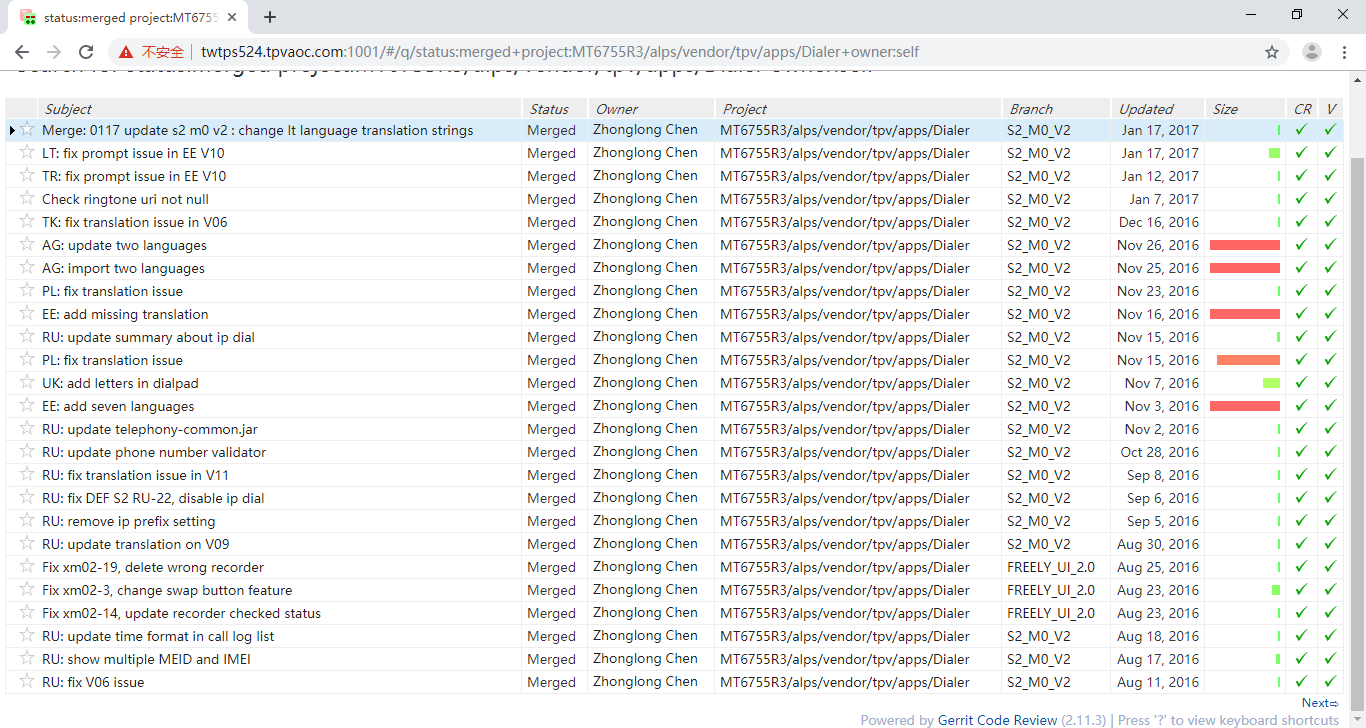 status:merged project:MT6755
不安全 twtps524.tpvaoc.com:1001/#/q/status:merged+project:MT6755R3/alps/vendor/tpv/apps/Dialer+owner:self
Search for status:merged project:MT6755R3/alps/vendor/tpv/apps/Dialer owner:self
Subject Status Owner Project Branch Updated Size CR V
Merge: 0117 update s2 m0 v2 : change lt language translation strings Merged Zhonglong Chen MT6755R3/alps/vendor/tpv/apps/Dialer S2_M0_V2 Jan 17, 2017
LT: fix prompt issue in EE V10 Merged Zhonglong Chen MT6755R3/alps/vendor/tpv/apps/Dialer S2_M0_V2 Jan 17, 2017
TR: fix prompt issue in EE V10 Merged Zhonglong Chen MT6755R3/alps/vendor/tpv/apps/Dialer S2_M0_V2 Jan 12, 2017
Check ringtone uri not null Merged Zhonglong Chen MT6755R3/alps/vendor/tpv/apps/Dialer S2_M0_V2 Jan 7, 2017
TK: fix translation issue in V06 Merged Zhonglong Chen MT6755R3/alps/vendor/tpv/apps/Dialer S2_M0_V2 Dec 16, 2016
AG: update two languages Merged Zhonglong Chen MT6755R3/alps/vendor/tpv/apps/Dialer S2_M0_V2 Nov 26, 2016
AG: import two languages Merged Zhonglong Chen MT6755R3/alps/vendor/tpv/apps/Dialer S2_M0_V2 Nov 25, 2016
PL: fix translation issue Merged Zhonglong Chen MT6755R3/alps/vendor/tpv/apps/Dialer S2_M0_V2 Nov 23, 2016
EE: add missing translation Merged Zhonglong Chen MT6755R3/alps/vendor/tpv/apps/Dialer S2_M0_V2 Nov 16, 2016
RU: update summary about ip dial Merged Zhonglong Chen MT6755R3/alps/vendor/tpv/apps/Dialer S2_M0_V2 Nov 15, 2016
PL: fix translation issue Merged Zhonglong Chen MT6755R3/alps/vendor/tpv/apps/Dialer S2_M0_V2 Nov 15, 2016
UK: add letters in dialpad Merged Zhonglong Chen MT6755R3/alps/vendor/tpv/apps/Dialer S2_M0_V2 Nov 7, 2016
EE: add seven languages Merged Zhonglong Chen MT6755R3/alps/vendor/tpv/apps/Dialer S2_M0_V2 Nov 3, 2016
RU: update telephony-common.jar Merged Zhonglong Chen MT6755R3/alps/vendor/tpv/apps/Dialer S2_M0_V2 Nov 2, 2016
RU: update phone number validator Merged Zhonglong Chen MT6755R3/alps/vendor/tpv/apps/Dialer S2_M0_V2 Oct 28, 2016
RU: fix translation issue in V11 Merged Zhonglong Chen MT6755R3/alps/vendor/tpv/apps/Dialer S2_M0_V2 Sep 8, 2016
RU: fix DEF S2 RU-22, disable ip dial Merged Zhonglong Chen MT6755R3/alps/vendor/tpv/apps/Dialer S2_M0_V2 Sep 6, 2016
RU: remove ip prefix setting Merged Zhonglong Chen MT6755R3/alps/vendor/tpv/apps/Dialer S2_M0_V2 Sep 5, 2016
RU: update translation on V09 Merged Zhonglong Chen MT6755R3/alps/vendor/tpv/apps/Dialer S2_M0_V2 Aug 30, 2016
Fix xm02-19, delete wrong recorder Merged Zhonglong Chen MT6755R3/alps/vendor/tpv/apps/Dialer FREELY_UI_2.0 Aug 25, 2016
Fix xm02-3, change swap button feature Merged Zhonglong Chen MT6755R3/alps/vendor/tpv/apps/Dialer FREELY_UI_2.0 Aug 23, 2016
Fix xm02-14, update recorder checked status Merged Zhonglong Chen MT6755R3/alps/vendor/tpv/apps/Dialer FREELY_UI_2.0 Aug 23, 2016
RU: update time format in call log list Merged Zhonglong Chen MT6755R3/alps/vendor/tpv/apps/Dialer S2_M0_V2 Aug 18, 2016
RU: show multiple MEID and IMEI Merged Zhonglong Chen MT6755R3/alps/vendor/tpv/apps/Dialer S2_M0_V2 Aug 17, 2016
RU: fix V06 issue Merged Zhonglong Chen MT6755R3/alps/vendor/tpv/apps/Dialer S2_M0_V2 Aug 11, 2016
Next⇨
Powered by Gerrit Code Review (2.11.3) | Press '?' to view keyboard shortcuts